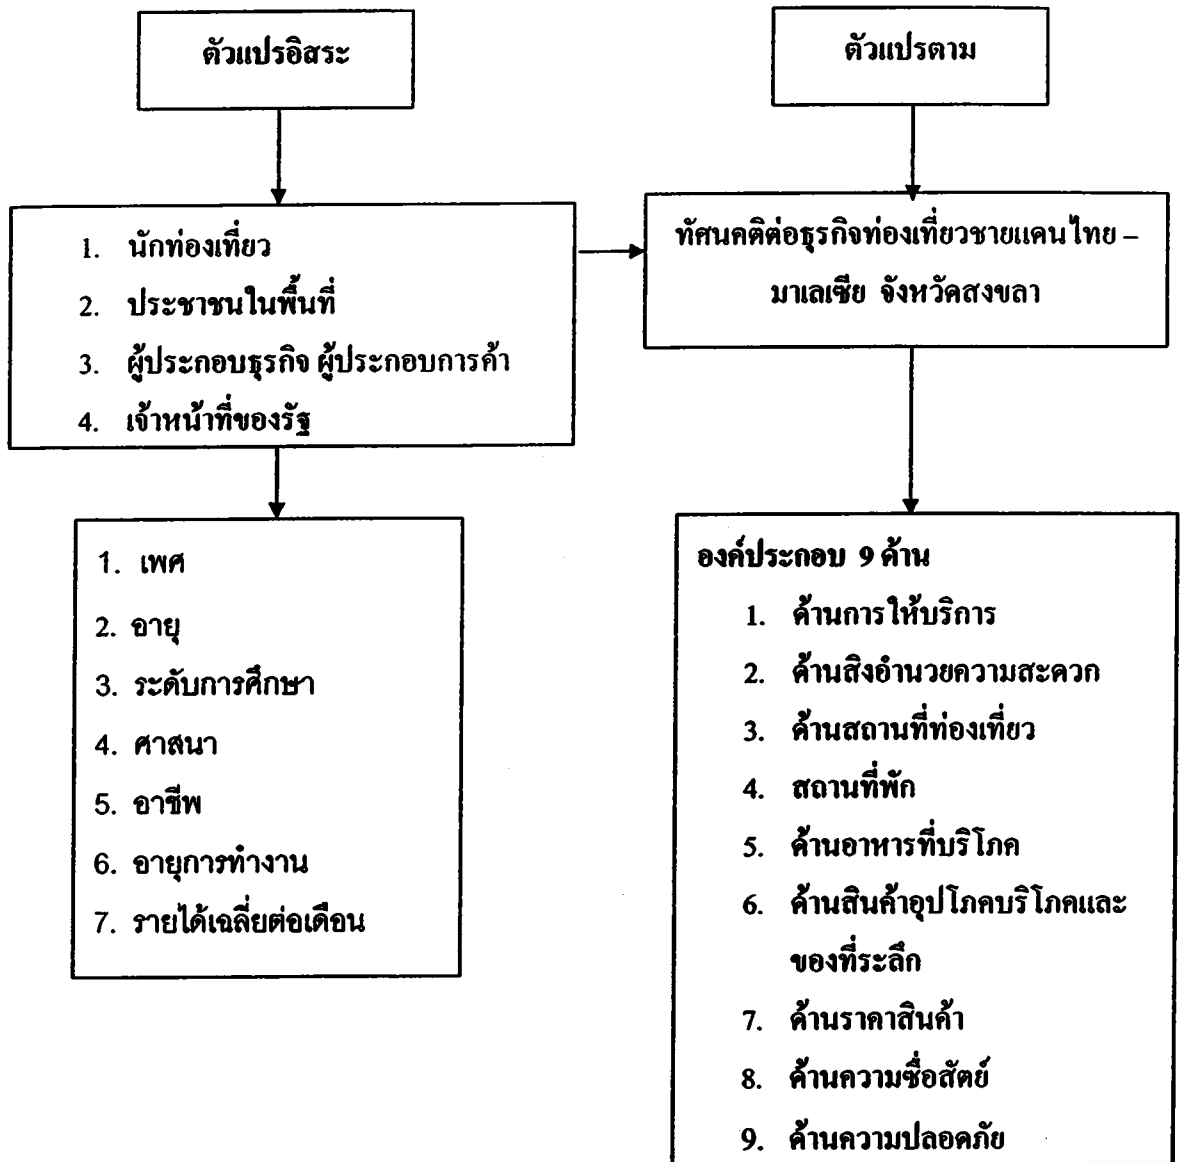 ตัวแปรอิสระ
ตัวแปรตาม
1. นักท่องเที่ยว
2. ประชาชนในพื้นที่
3. ผู้ประกอบธุรกิจ ผู้ประกอบการค้า
4. เจ้าหน้าที่ของรัฐ
ทัศนคติต่อธุรกิจท่องเที่ยวชายแดนไทย –
มาเลเซีย จังหวัดสงขลา
1. เพศ
2. อายุ
3. ระดับการศึกษา
4. ศาสนา
5. อาชีพ
6. อายุการทำงาน
7. รายได้เฉลี่ยต่อเดือน
องค์ประกอบ 9 ด้าน
1. ด้านการให้บริการ
2. ด้านสิ่งอำนวยความสะดวก
3. ด้านสถานที่ท่องเที่ยว
4. สถานที่พัก
5. ด้านอาหารที่บริโภค
6. ด้านสินค้าอุปโภคบริโภคและ
ของที่ระลึก
7. ด้านราคาสินค้า
8. ด้านความซื่อสัตย์
9. ด้านความปลอดภัย